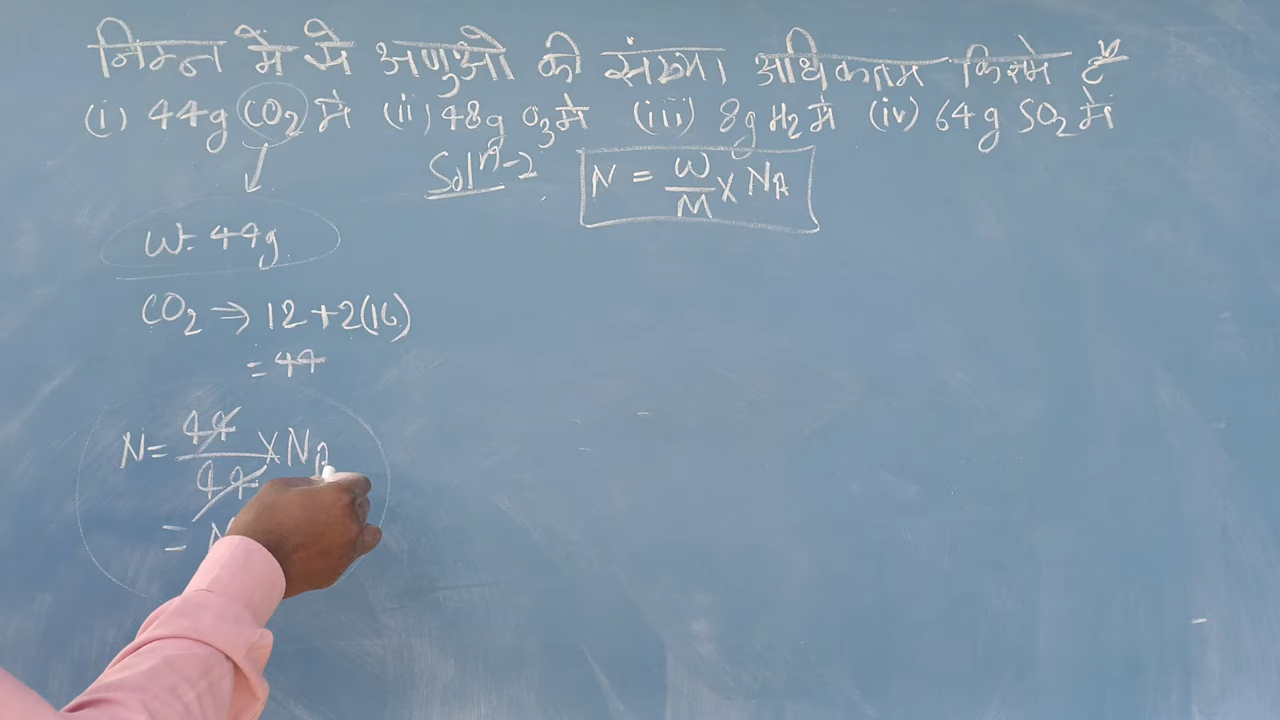 निम्न में से अणुओ की संख्या अधिकतम किसमे है
(i) 44g CO2 में (ii) 48g O3 मे (iii) 8g H2 में (iv) 64g SO2 में
Solⁿ-2 N = W/M × NA
W = 44g
CO2 ⇒ 12 + 2(16)
= 44
N = 44/44 × NA
= N